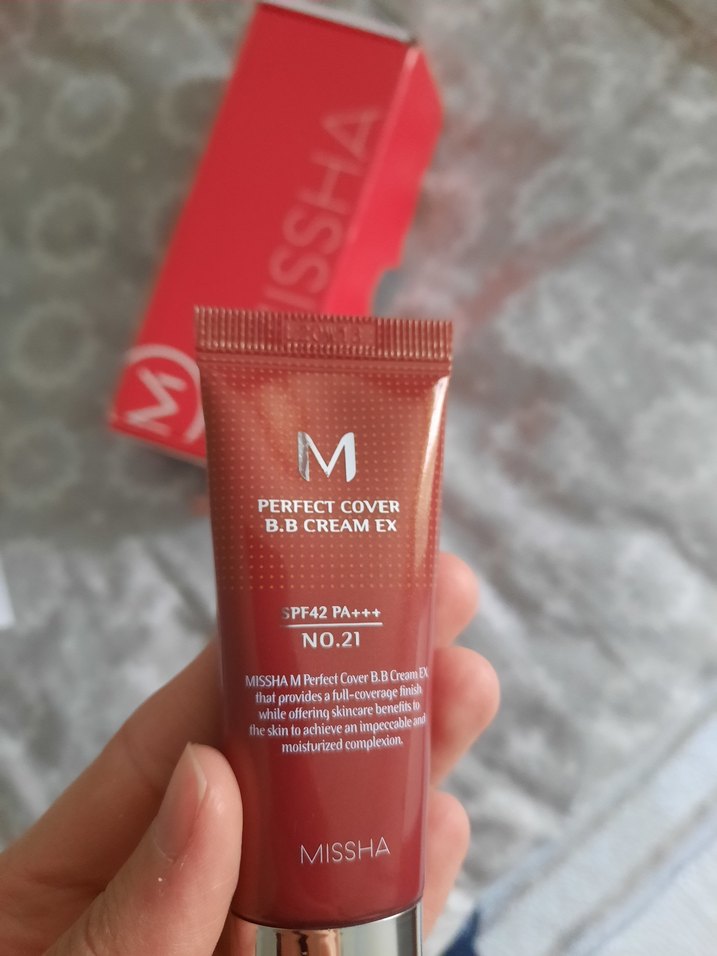 MISSHA
M
M
PERFECT COVER
B.B CREAM EX
SPF42 PA+++
NO.21
MISSHA M Perfect Cover B.B Cream EX
that provides a full-coverage finish
while offering skincare benefits to
the skin to achieve an impeccable and
moisturized complexion.
MISSHA